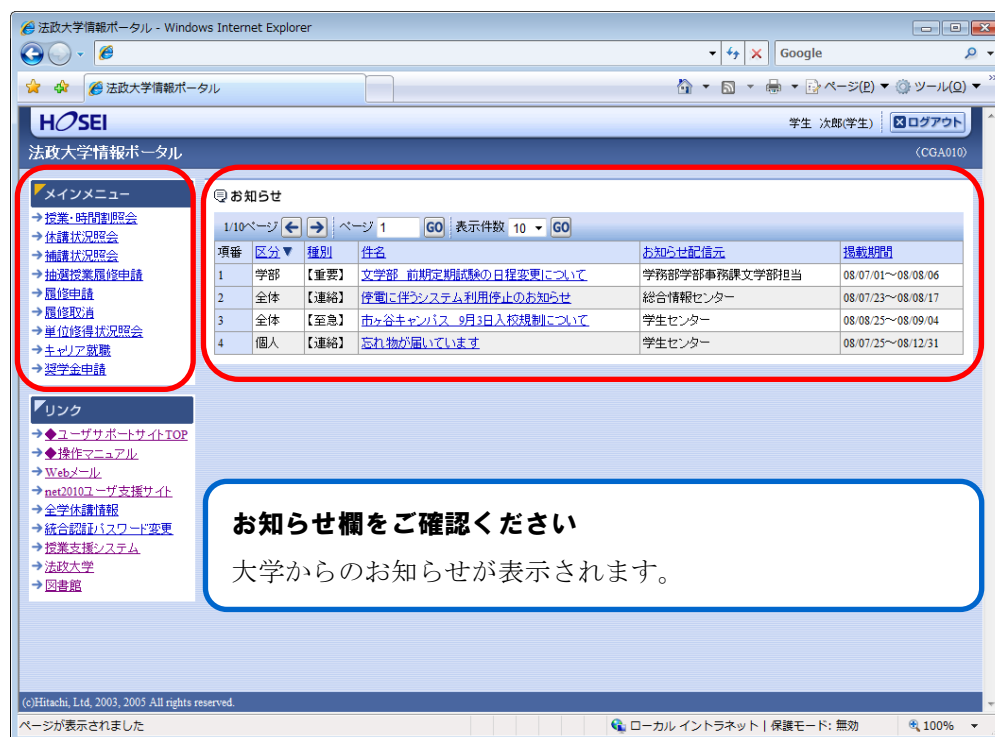 法政大学情報ポータル - Windows Internet Explorer
Google
法政大学情報ポータル
ページ(P) ツール(O)
HOSEI
学生 次郎(学生) ログアウト
法政大学情報ポータル
(CGA010)
メインメニュー
授業・時間割照会
休講状況照会
補講状況照会
抽選授業履修申請
履修申請
履修取消
単位修得状況照会
キャリア就職
奨学金申請
リンク
◆ユーザサポートサイトTOP
◆操作マニュアル
Webメール
net2010ユーザ支援サイト
全学休講情報
統合認証パスワード変更
授業支援システム
法政大学
図書館
お知らせ
1/10ページ ページ 1 GO 表示件数 10 GO
項番 区分▼ 種別 件名 お知らせ配信元 掲載期間
1 学部 【重要】 文学部 前期定期試験の日程変更について 学務部学部事務課文学部担当 08/07/01～08/08/06
2 全体 【連絡】 停電に伴うシステム利用停止のお知らせ 総合情報センター 08/07/23～08/08/17
3 全体 【至急】 市ヶ谷キャンパス 9月3日入校規制について 学生センター 08/08/25～08/09/04
4 個人 【連絡】 忘れ物が届いています 学生センター 08/07/25～08/12/31
お知らせ欄をご確認ください
大学からのお知らせが表示されます。
(c)Hitachi, Ltd, 2003, 2005 All rights reserved.
ページが表示されました
ローカル イントラネット | 保護モード: 無効
100%